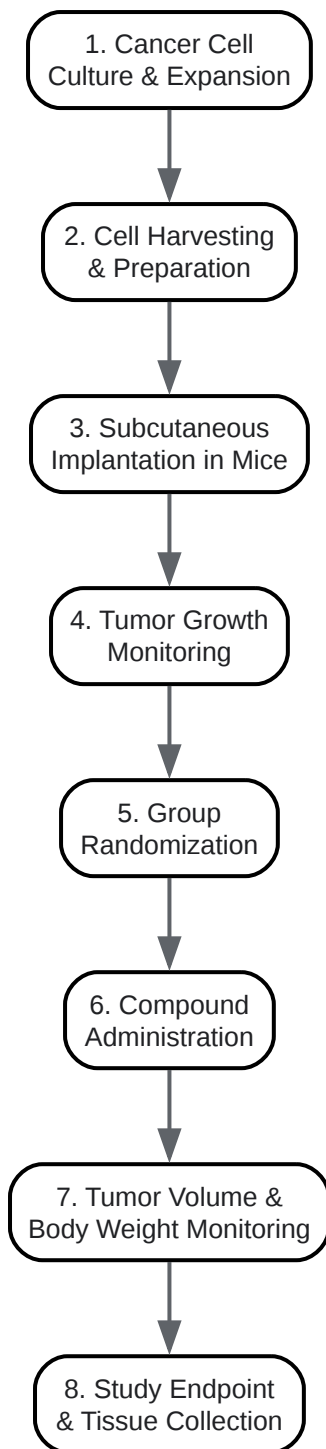 1. Cancer Cell
Culture & Expansion
2. Cell Harvesting
& Preparation
3. Subcutaneous
Implantation in Mice
4. Tumor Growth
Monitoring
5. Group
Randomization
6. Compound
Administration
7. Tumor Volume &
Body Weight Monitoring
8. Study Endpoint
& Tissue Collection